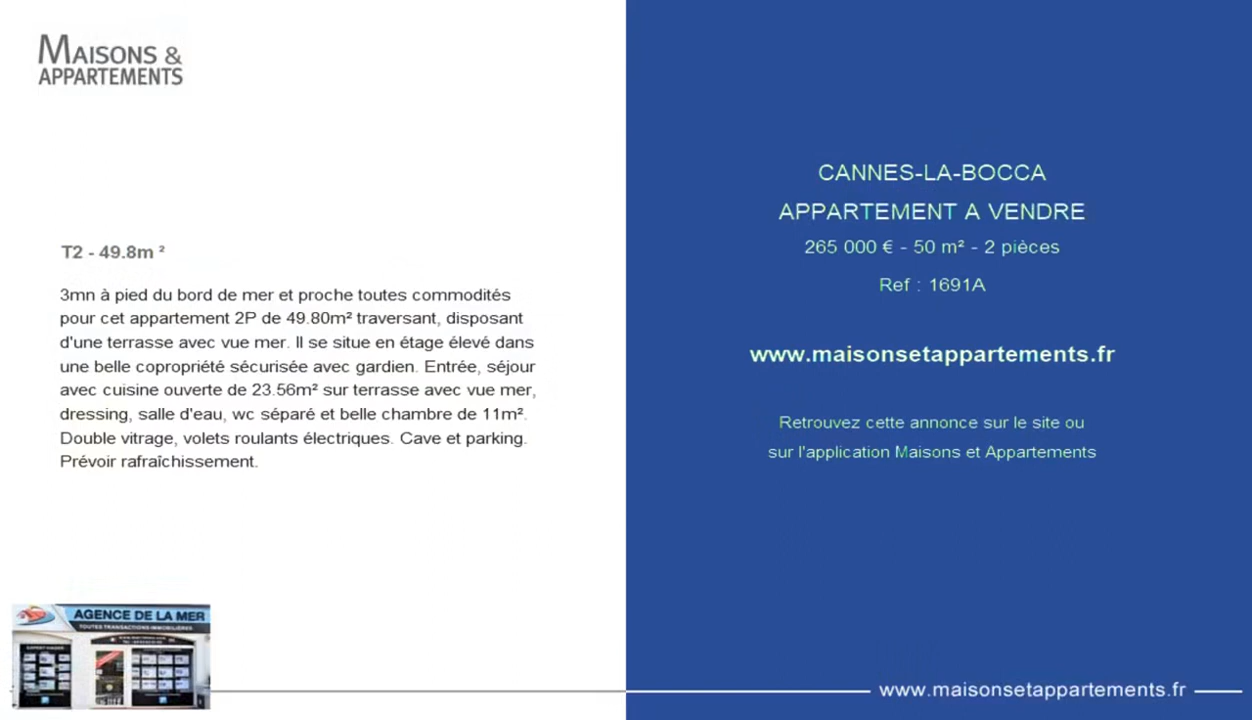 MAISONS &
APPARTEMENTS
T2 - 49.8m ²
3mn à pied du bord de mer et proche toutes commodités
pour cet appartement 2P de 49.80m² traversant, disposant
d'une terrasse avec vue mer. Il se situe en étage élevé dans
une belle copropriété sécurisée avec gardien. Entrée, séjour
avec cuisine ouverte de 23.56m² sur terrasse avec vue mer,
dressing, salle d'eau, wc séparé et belle chambre de 11m².
Double vitrage, volets roulants électriques. Cave et parking.
Prévoir rafraîchissement.
AGENCE DE LA MER
TOUTES TRANSACTIONS IMMOBILIÈRES
CANNES-LA-BOCCA
APPARTEMENT A VENDRE
265 000 € - 50 m² - 2 pièces
Ref : 1691A
www.maisonsetappartements.fr
Retrouvez cette annonce sur le site ou
sur l'application Maisons et Appartements
www.maisonsetappartements.fr